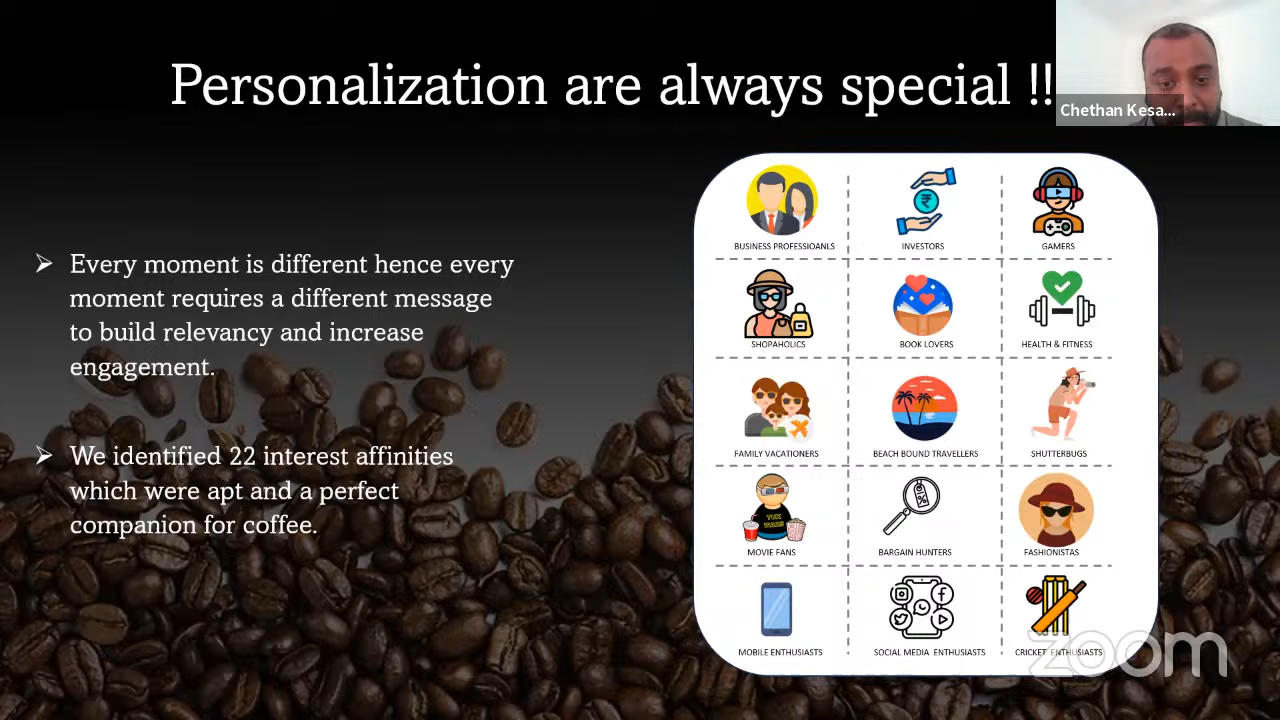 Personalization are always special !!
Chethan Kesa...
Every moment is different hence every
moment requires a different message
to build relevancy and increase
engagement.
We identified 22 interest affinities
which were apt and a perfect
companion for coffee.
BUSINESS PROFESSIOANLS
INVESTORS
GAMERS
SHOPAHOLICS
BOOK LOVERS
HEALTH & FITNESS
FAMILY VACATIONERS
BEACH BOUND TRAVELLERS
SHUTTERBUGS
MOVIE FANS
BARGAIN HUNTERS
FASHIONISTAS
MOBILE ENTHUSIASTS
SOCIAL MEDIA ENTHUSIASTS
CRICKET ENTHUSIASTS
zoom